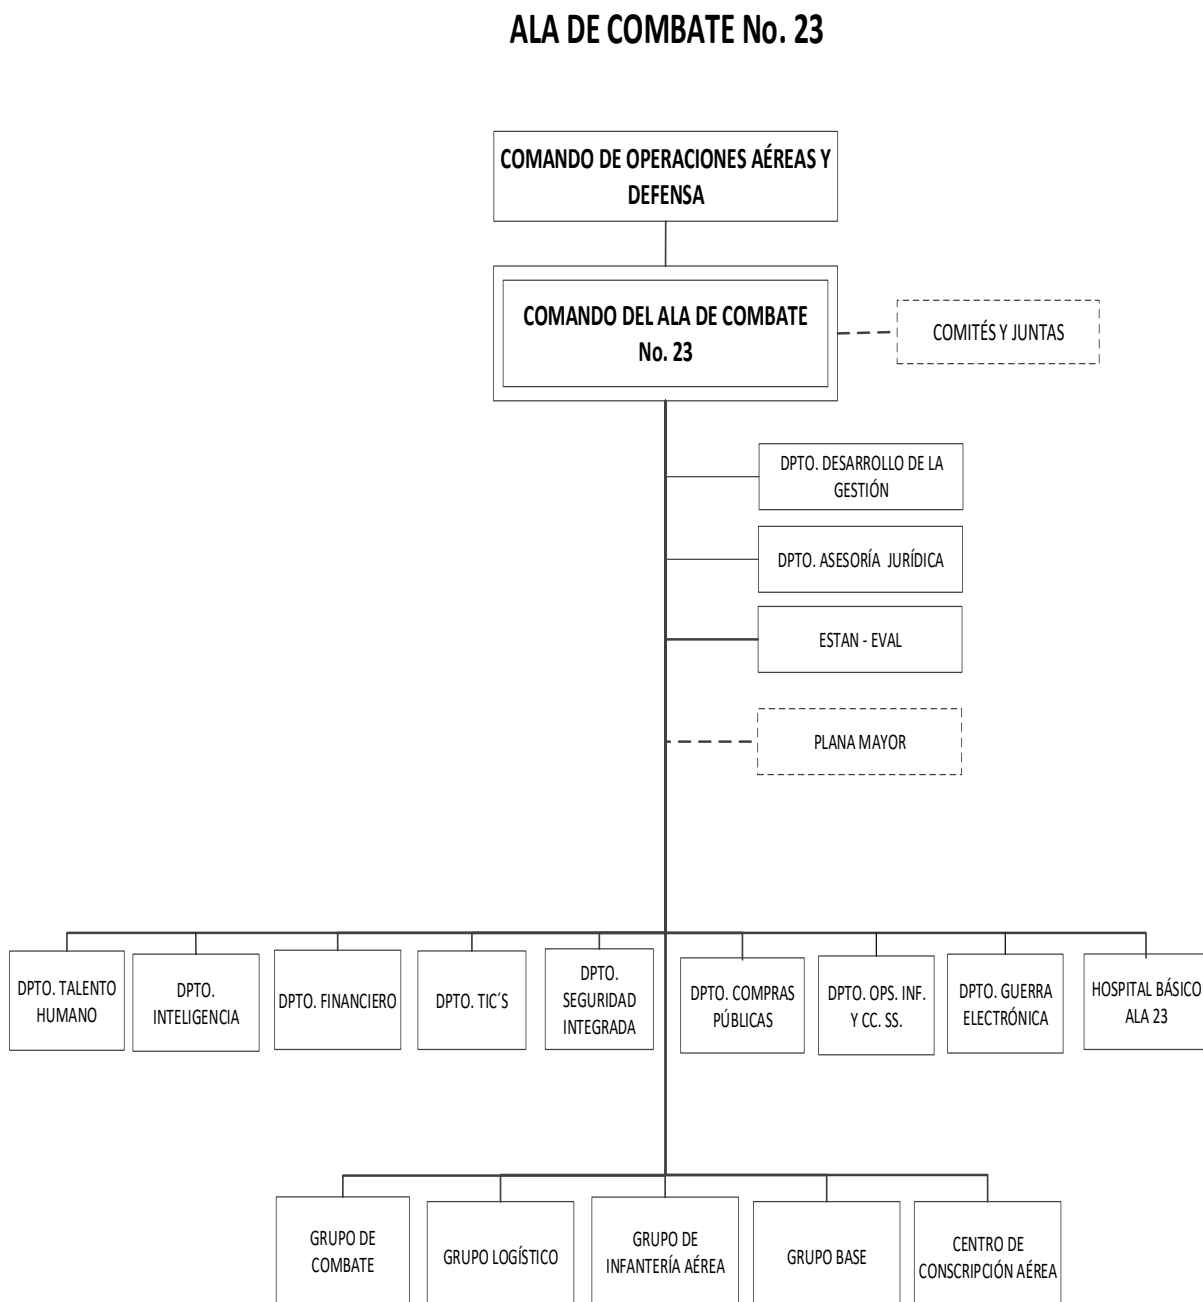 ALA DE COMBATE No. 23
COMANDO DE OPERACIONES AÉREAS Y
DEFENSA
COMANDO DEL ALA DE COMBATE
No. 23
COMITÉS Y JUNTAS
DPTO. DESARROLLO DE LA
GESTIÓN
DPTO. ASESORÍA JURÍDICA
ESTAN - EVAL
PLANA MAYOR
DPTO. TALENTO
HUMANO
DPTO.
INTELIGENCIA
DPTO. FINANCIERO
DPTO. TIC´S
DPTO.
SEGURIDAD
INTEGRADA
DPTO. COMPRAS
PÚBLICAS
DPTO. OPS. INF.
Y CC. SS.
DPTO. GUERRA
ELECTRÓNICA
HOSPITAL BÁSICO
ALA 23
GRUPO DE
COMBATE
GRUPO LOGÍSTICO
GRUPO DE
INFANTERÍA AÉREA
GRUPO BASE
CENTRO DE
CONSCRIPCIÓN AÉREA